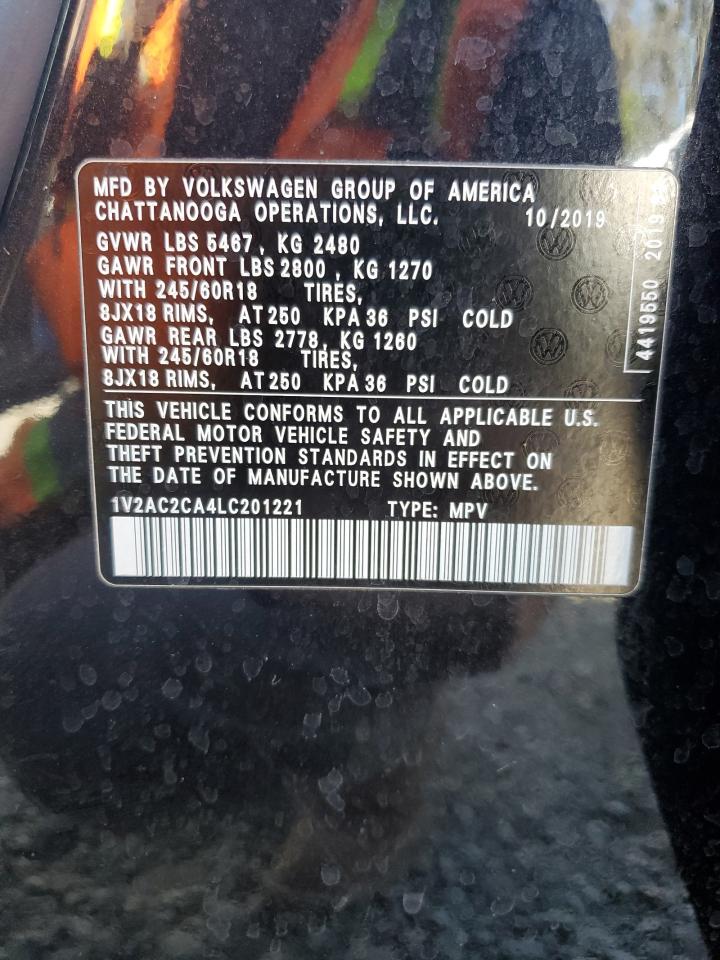 MFD BY VOLKSWAGEN GROUP OF AMERICA
CHATTANOOGA OPERATIONS, LLC. 10/2019
GVWR LBS 5467, KG 2480
GAWR FRONT LBS 2800, KG 1270
WITH 245/60R18 TIRES,
8JX18 RIMS, AT 250 KPA 36 PSI COLD
GAWR REAR LBS 2778, KG 1260
WITH 245/60R18 TIRES,
8JX18 RIMS, AT 250 KPA 36 PSI COLD
THIS VEHICLE CONFORMS TO ALL APPLICABLE U.S.
FEDERAL MOTOR VEHICLE SAFETY AND
THEFT PREVENTION STANDARDS IN EFFECT ON
THE DATE OF MANUFACTURE SHOWN ABOVE.
1V2AC2CA4LC201221 TYPE: MPV
4419550 2019